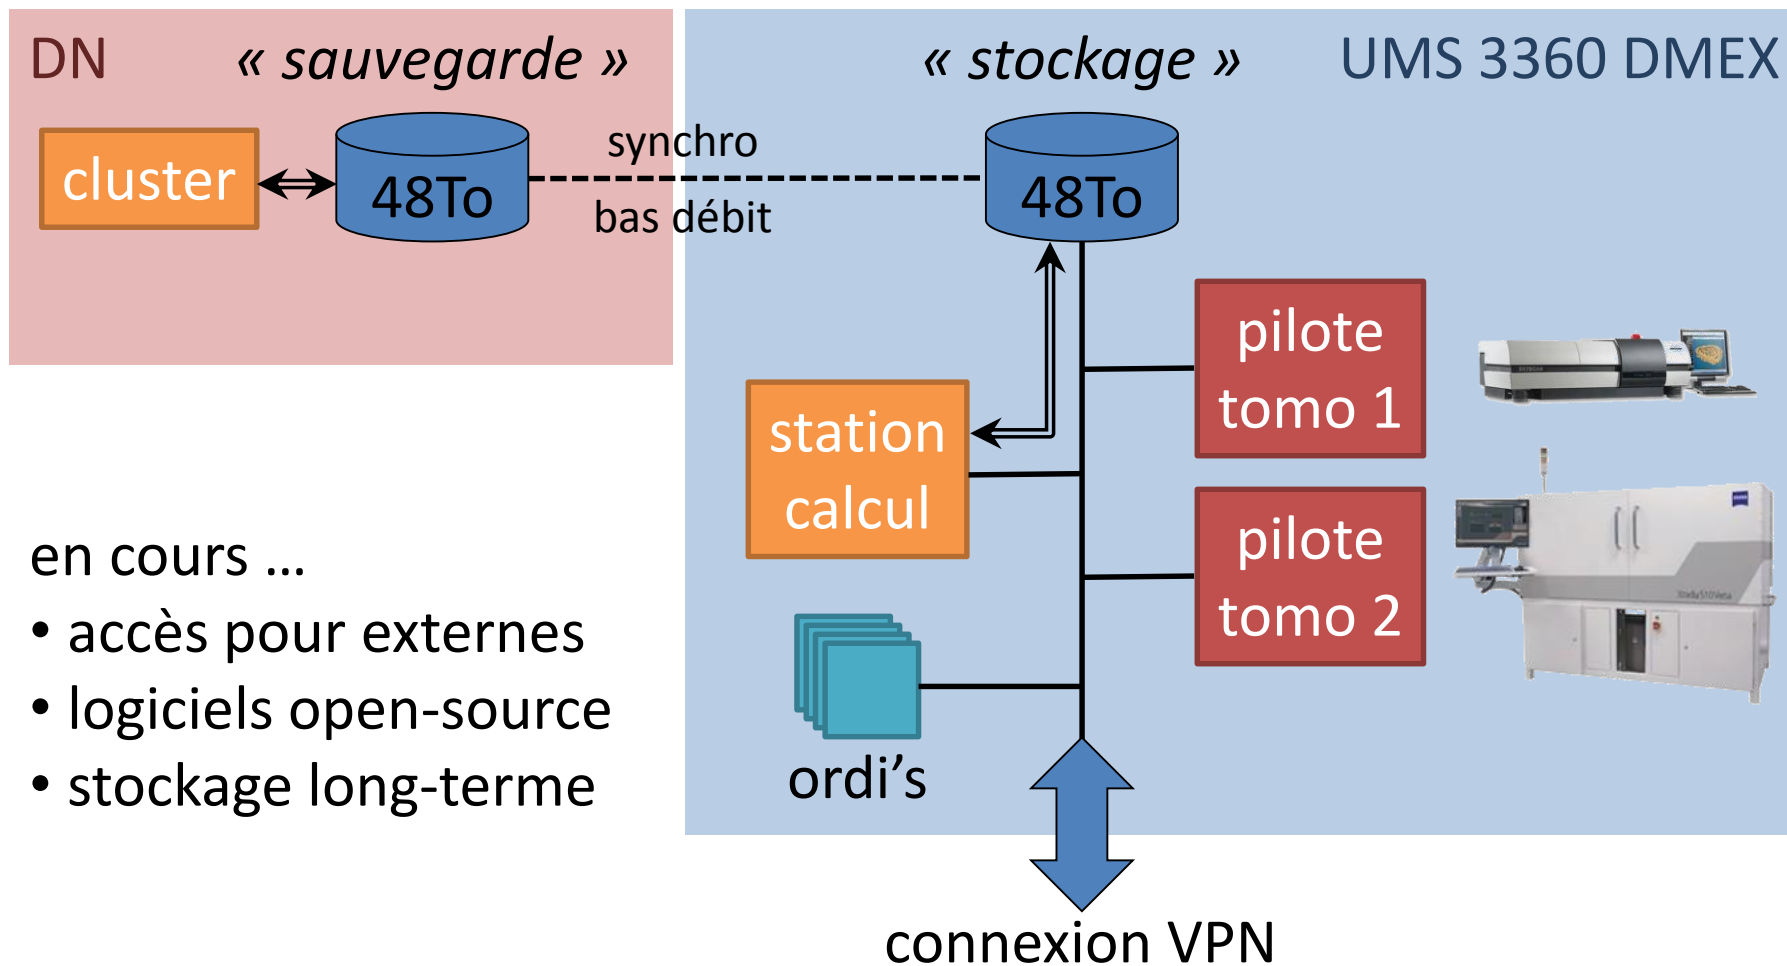 DN
« sauvegarde »
« stockage »
UMS 3360 DMEX
cluster
48To
synchro
bas débit
48To
pilote
tomo 1
station
calcul
pilote
tomo 2
ordi's
en cours ...
• accès pour externes
• logiciels open-source
• stockage long-terme
connexion VPN